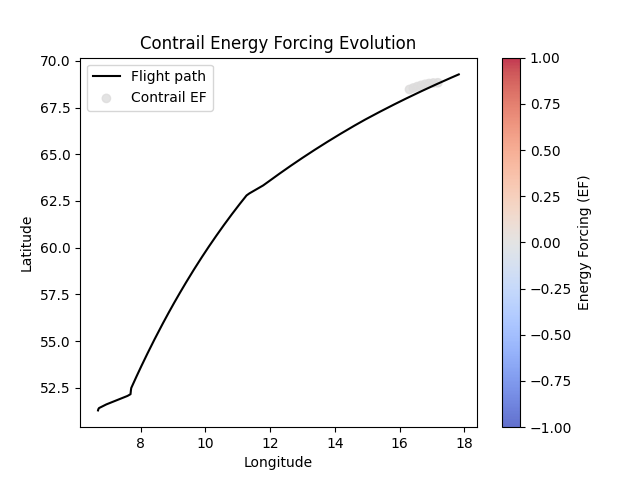 Contrail Energy Forcing Evolution
Flight path
Contrail EF
70.0
67.5
65.0
62.5
60.0
57.5
55.0
52.5
Latitude
8 10 12 14 16 18
Longitude
1.00
0.75
0.50
0.25
0.00
−0.25
−0.50
−0.75
−1.00
Energy Forcing (EF)